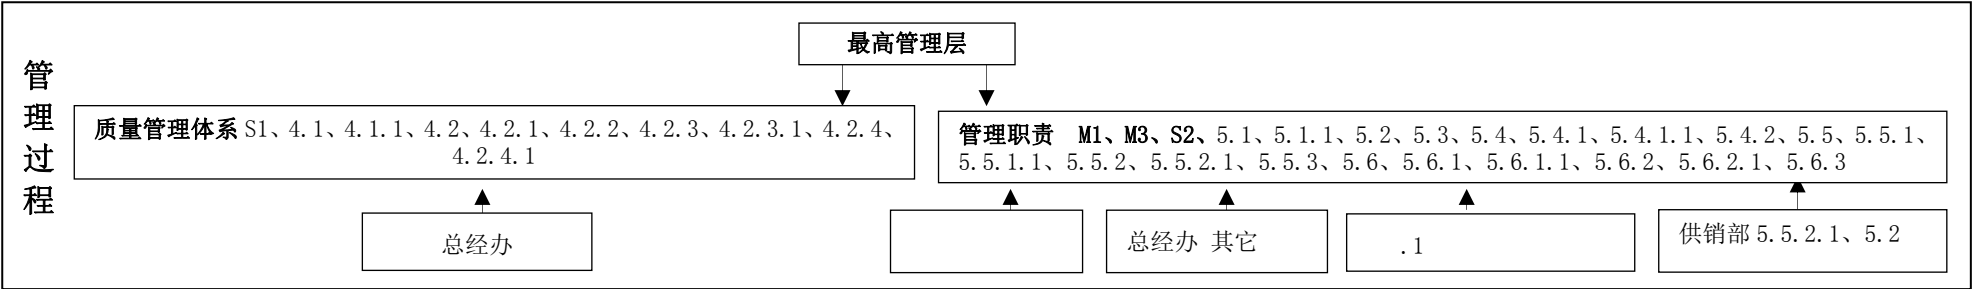 管理过程
最高管理层
质量管理体系 S1、4.1、4.1.1、4.2、4.2.1、4.2.2、4.2.3、4.2.3.1、4.2.4、
4.2.4.1
管理职责 M1、M3、S2、5.1、5.1.1、5.2、5.3、5.4、5.4.1、5.4.1.1、5.4.2、5.5、5.5.1、
5.5.1.1、5.5.2、5.5.2.1、5.5.3、5.6、5.6.1、5.6.1.1、5.6.2、5.6.2.1、5.6.3
总经办
总经办 其它
.1
供销部 5.5.2.1、5.2